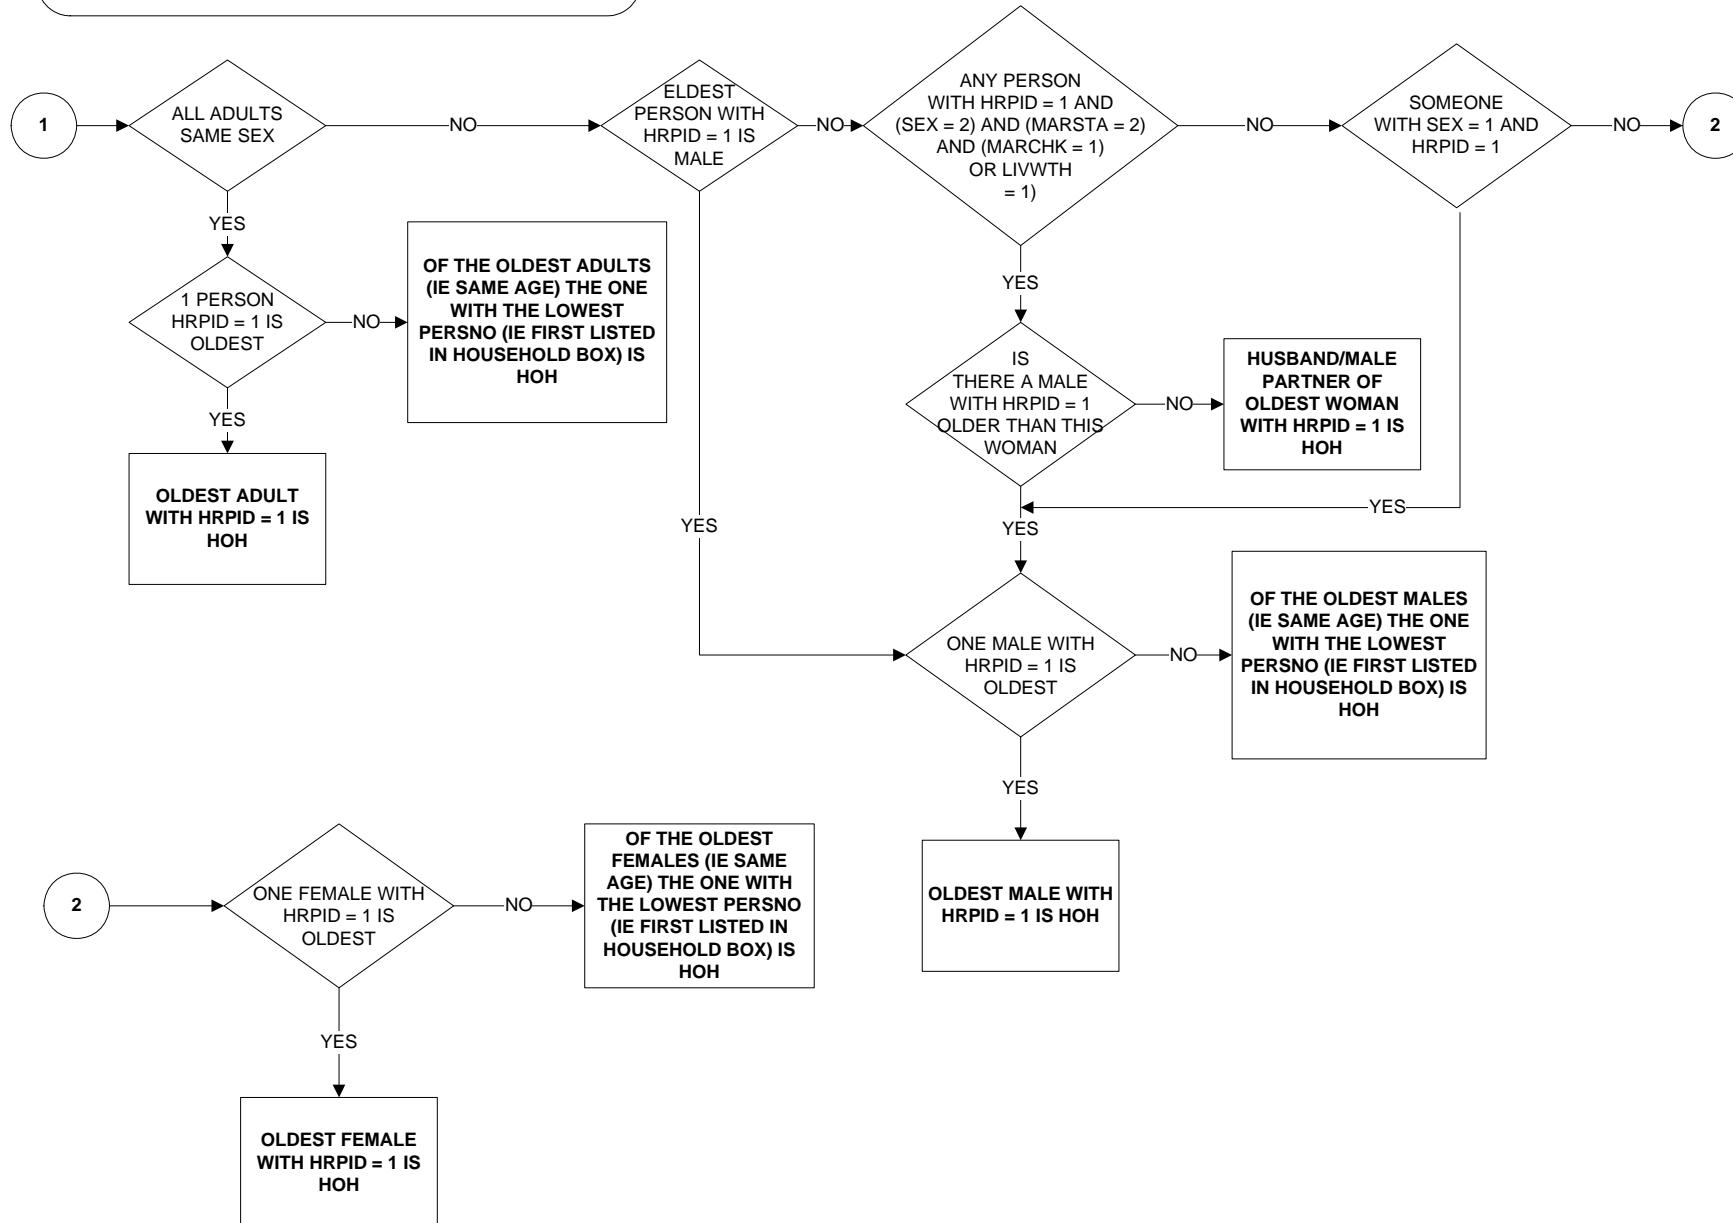 1
ALL ADULTS
SAME SEX
NO
ELDEST
PERSON WITH
HRPID = 1 IS
MALE
NO
ANY PERSON
WITH HRPID = 1 AND
(SEX = 2) AND (MARSTA = 2)
AND (MARCHK = 1)
OR LIVWTH
= 1)
NO
SOMEONE
WITH SEX = 1 AND
HRPID = 1
NO
2
YES
1 PERSON
HRPID = 1 IS
OLDEST
NO
OF THE OLDEST ADULTS
(IE SAME AGE) THE ONE
WITH THE LOWEST
PERSNO (IE FIRST LISTED
IN HOUSEHOLD BOX) IS
HOH
YES
OLDEST ADULT
WITH HRPID = 1 IS
HOH
YES
YES
IS
THERE A MALE
WITH HRPID = 1
OLDER THAN THIS
WOMAN
NO
HUSBAND/MALE
PARTNER OF
OLDEST WOMAN
WITH HRPID = 1 IS
HOH
YES
YES
ONE MALE WITH
HRPID = 1 IS
OLDEST
NO
OF THE OLDEST MALES
(IE SAME AGE) THE ONE
WITH THE LOWEST
PERSNO (IE FIRST LISTED
IN HOUSEHOLD BOX) IS
HOH
YES
OLDEST MALE WITH
HRPID = 1 IS HOH
2
ONE FEMALE WITH
HRPID = 1 IS
OLDEST
NO
OF THE OLDEST
FEMALES (IE SAME
AGE) THE ONE WITH
THE LOWEST PERSNO
(IE FIRST LISTED IN
HOUSEHOLD BOX) IS
HOH
YES
OLDEST FEMALE
WITH HRPID = 1 IS
HOH